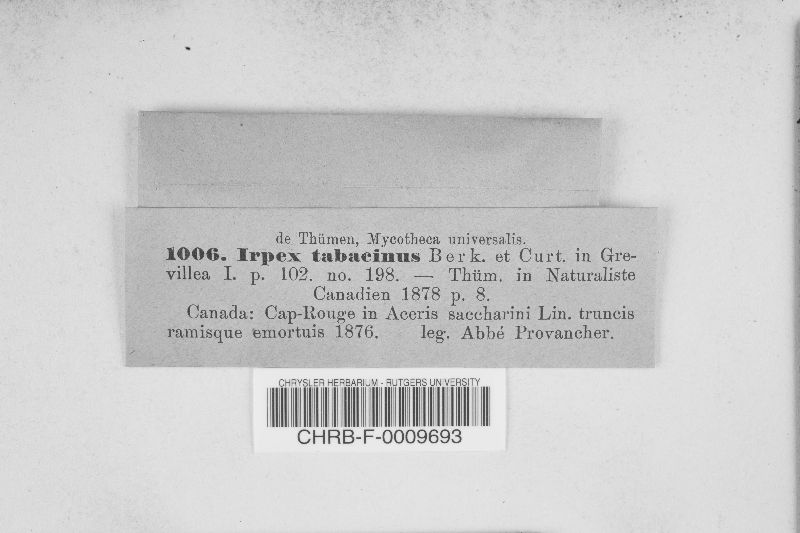 de Thümen, Mycotheca universalis.
1006. Irpex tabacinus Berk. et Curt. in Gre-
villea I. p. 102. no. 198. — Thüm. in Naturaliste
Canadien 1878 p. 8.
Canada: Cap-Rouge in Aceris saccharini Lin. truncis
ramisque emortuis 1876. leg. Abbé Provancher.
CHRYSLER HERBARIUM - RUTGERS UNIVERSITY
CHRB-F-0009693